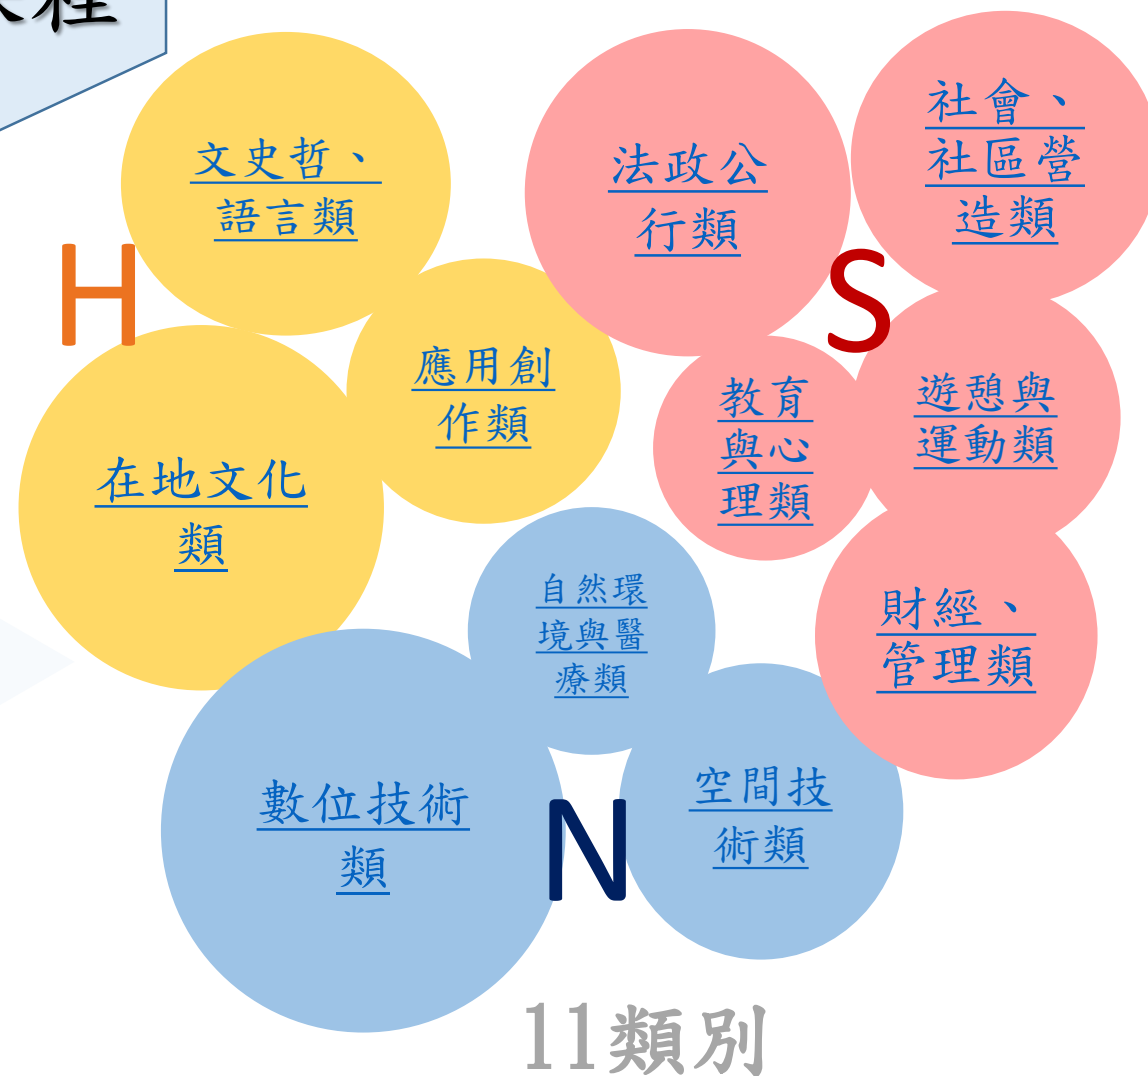 程
文史哲、
語言類
法政公
行類
社會、
社區營
造類
H
S
應用創
作類
教育
與心
理類
遊憩與
運動類
在地文化
類
自然環
境與醫
療類
財經、
管理類
數位技術
類
N
空間技
術類
11類別